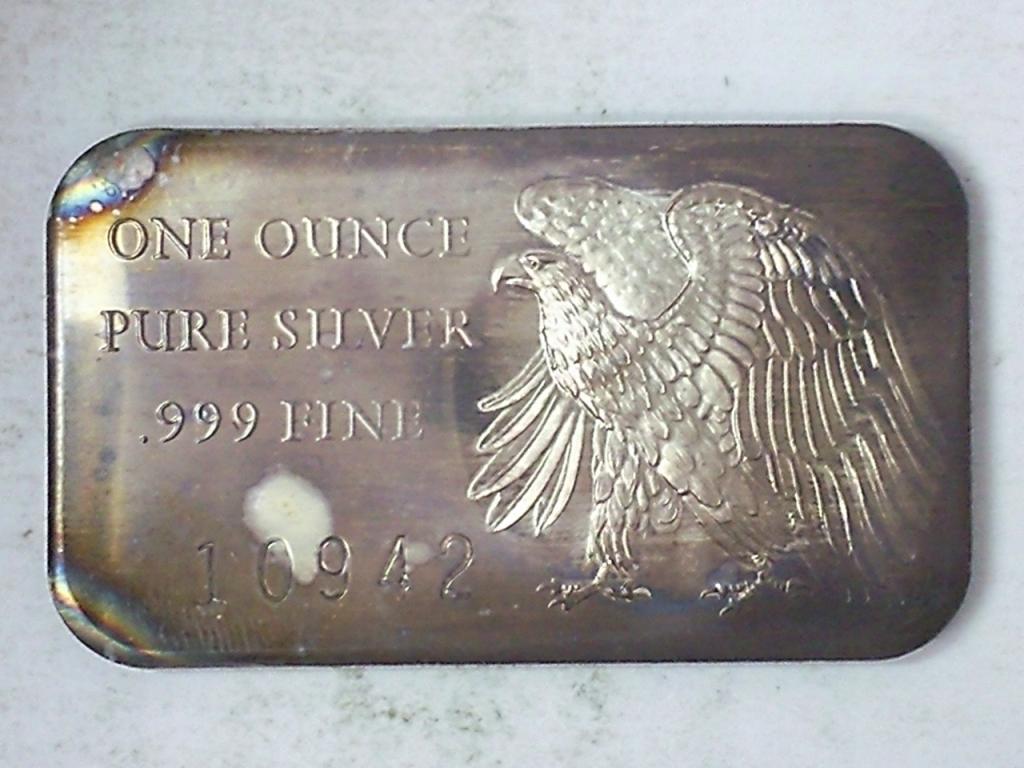 ONE OUNCE
PURE SILVER
.999 FINE
10942